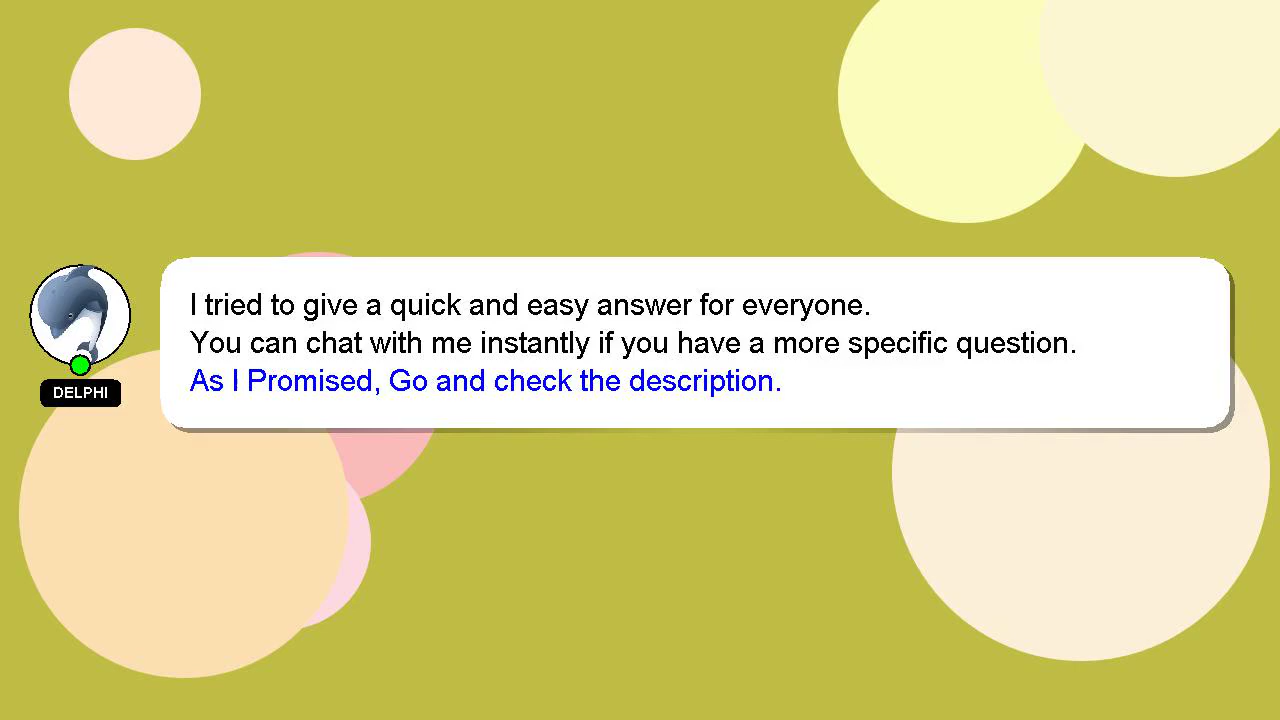 I tried to give a quick and easy answer for everyone.
You can chat with me instantly if you have a more specific question.
As I Promised, Go and check the description.
DELPHI